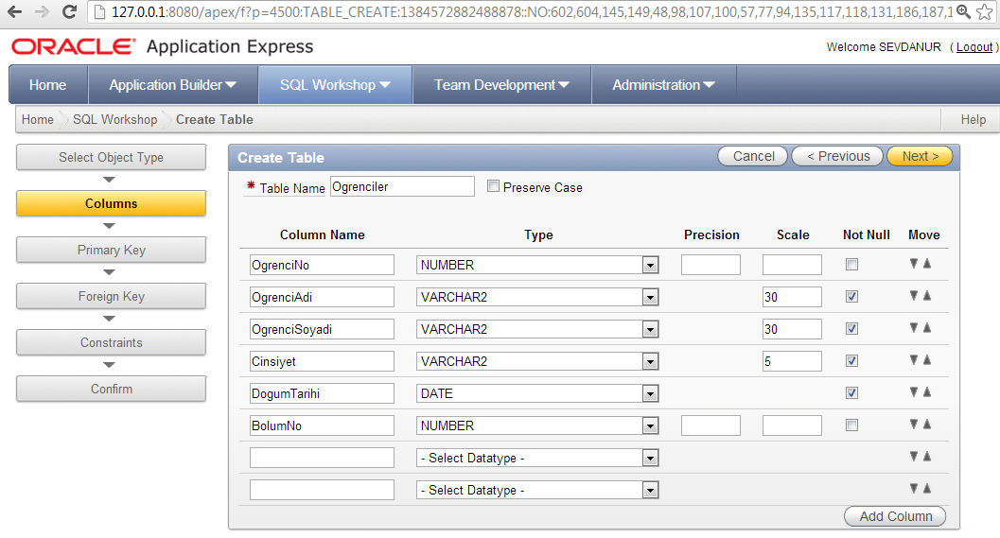 127.0.0.1:8080/apex/f?p=4500:TABLE_CREATE:1384572882488878::NO:602,604,145,149,48,98,107,100,57,77,94,135,117,118,131,186,187,1
ORACLE® Application Express
Welcome SEVDANUR ( Logout )
Home Application Builder SQL Workshop Team Development Administration
Home SQL Workshop Create Table Help
Select Object Type
Columns
Primary Key
Foreign Key
Constraints
Confirm
Create Table Cancel < Previous Next >
* Table Name Ogrenciler Preserve Case
Column Name Type Precision Scale Not Null Move
OgrenciNo NUMBER
OgrenciAdi VARCHAR2 30
OgrenciSoyadi VARCHAR2 30
Cinsiyet VARCHAR2 5
DogumTarihi DATE
BolumNo NUMBER
- Select Datatype -
- Select Datatype -
Add Column